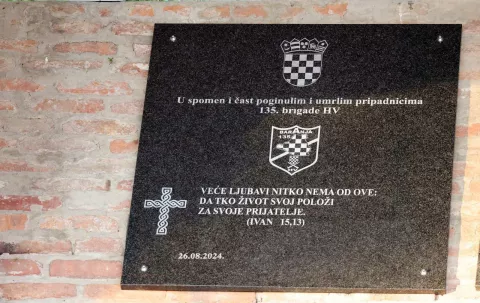 U spomen i čast poginulim i umrlim pripadnicima
135. brigade HV
BARANJA
135
VEĆE LJUBAVI NITKO NEMA OD OVE:
DA TKO ŽIVOT SVOJ POLOŽI
ZA SVOJE PRIJATELJE.
(IVAN 15,13)
26.08.2024.